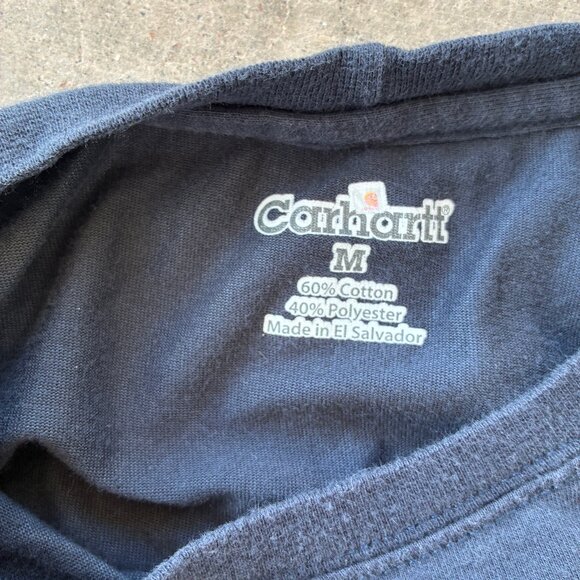 Carhartt®
M
60% Cotton
40% Polyester
Made in El Salvador